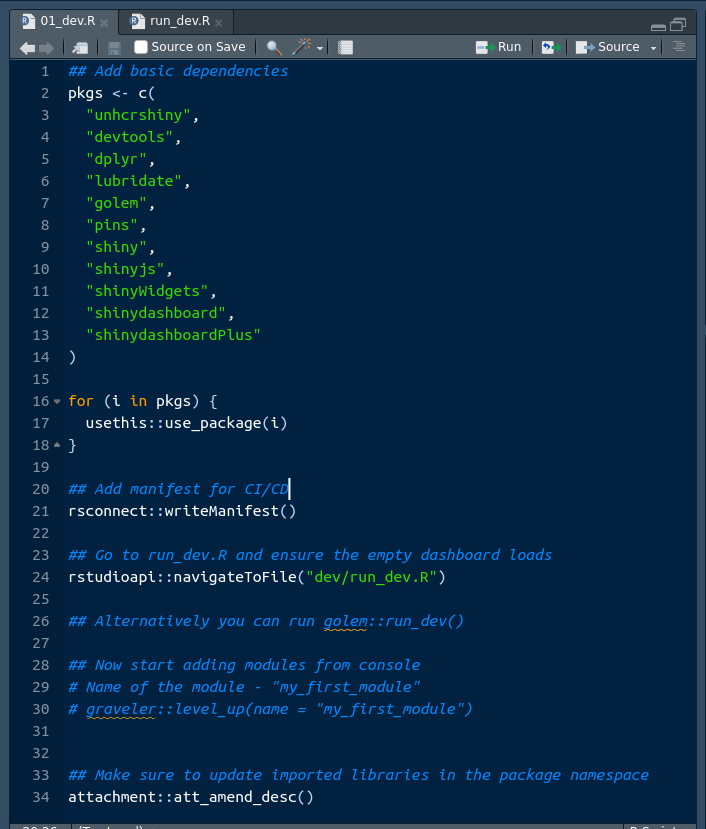 01_dev.R run_dev.R
Source on Save Run Source
1 ## Add basic dependencies
2 pkgs <- c(
3   "unhcrshiny",
4   "devtools",
5   "dplyr",
6   "lubridate",
7   "golem",
8   "pins",
9   "shiny",
10   "shinyjs",
11   "shinyWidgets",
12   "shinydashboard",
13   "shinydashboardPlus"
14 )
15
16 for (i in pkgs) {
17   usethis::use_package(i)
18 }
19
20 ## Add manifest for CI/CD
21 rsconnect::writeManifest()
22
23 ## Go to run_dev.R and ensure the empty dashboard loads
24 rstudioapi::navigateToFile("dev/run_dev.R")
25
26 ## Alternatively you can run golem::run_dev()
27
28 ## Now start adding modules from console
29 # Name of the module - "my_first_module"
30 # graveler::level_up(name = "my_first_module")
31
32
33 ## Make sure to update imported libraries in the package namespace
34 attachment::att_amend_desc()